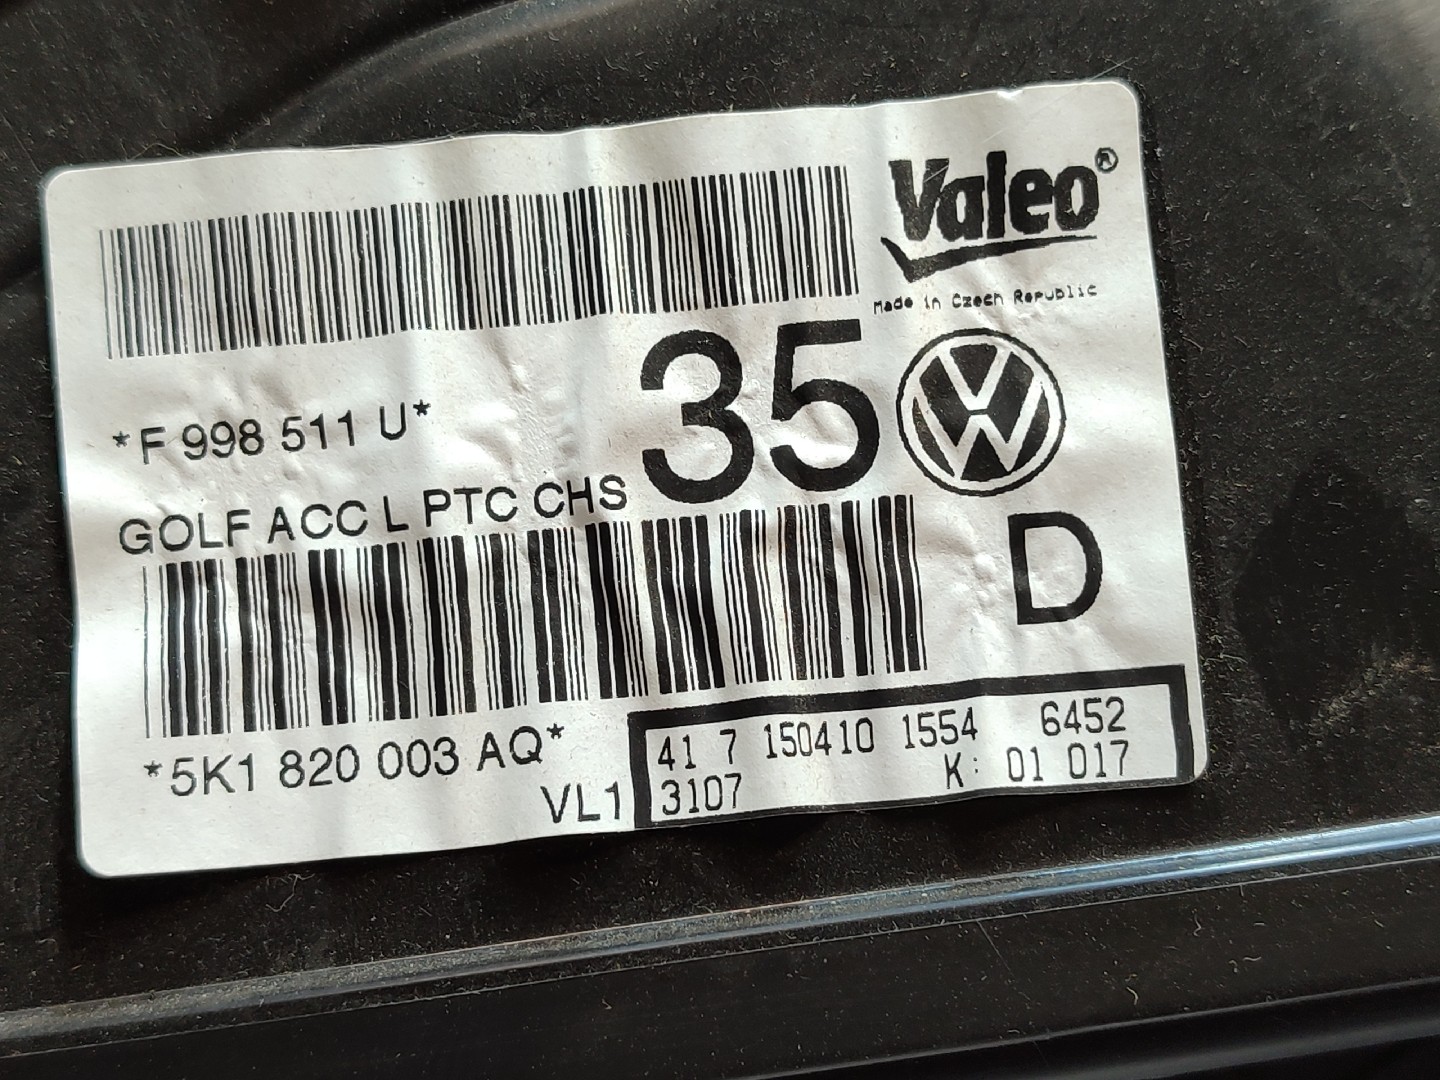 Valeo®
Made in Czech Republic
35
*F 998 511 U*
GOLF ACC L PTC CHS
D
*5K1 820 003 AQ*
VL1
41 7 150410 1554 6452
3107 K: 01 017